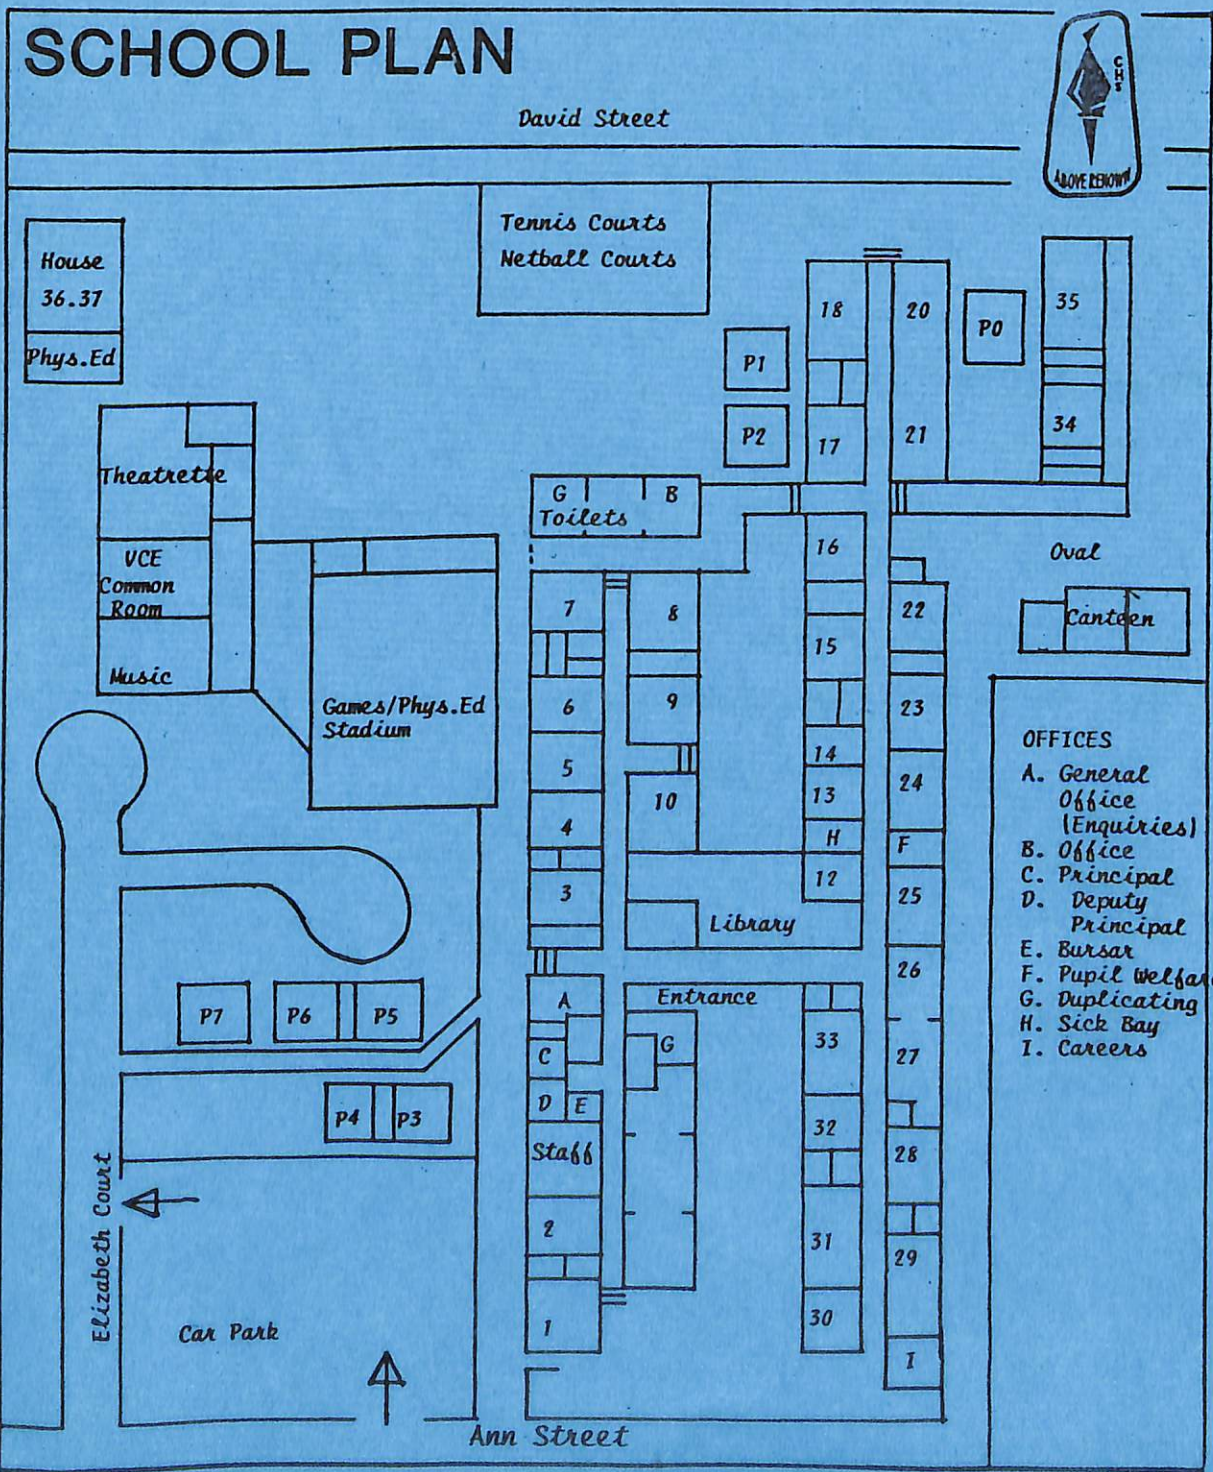 SCHOOL PLAN
David Street
CHS
ABOVE RENOWN
Tennis Courts
Netball Courts
House
36.37
Phys.Ed
18
20
P0
35
P1
P2
17
21
34
Theatrette
VCE
Common
Room
Music
G B
Toilets
16
Oval
Canteen
7
8
15
22
Games/Phys.Ed
Stadium
6
9
23
5
14
24
10
13
4
H
F
12
25
3
Library
26
A
Entrance
P7
P6
P5
33
C
G
27
D
E
P4
P3
32
Staff
28
2
31
29
1
30
I
Elizabeth Court
Car Park
Ann Street
OFFICES
A. General
Office
(Enquiries)
B. Office
C. Principal
D. Deputy
Principal
E. Bursar
F. Pupil Welfar
G. Duplicating
H. Sick Bay
I. Careers